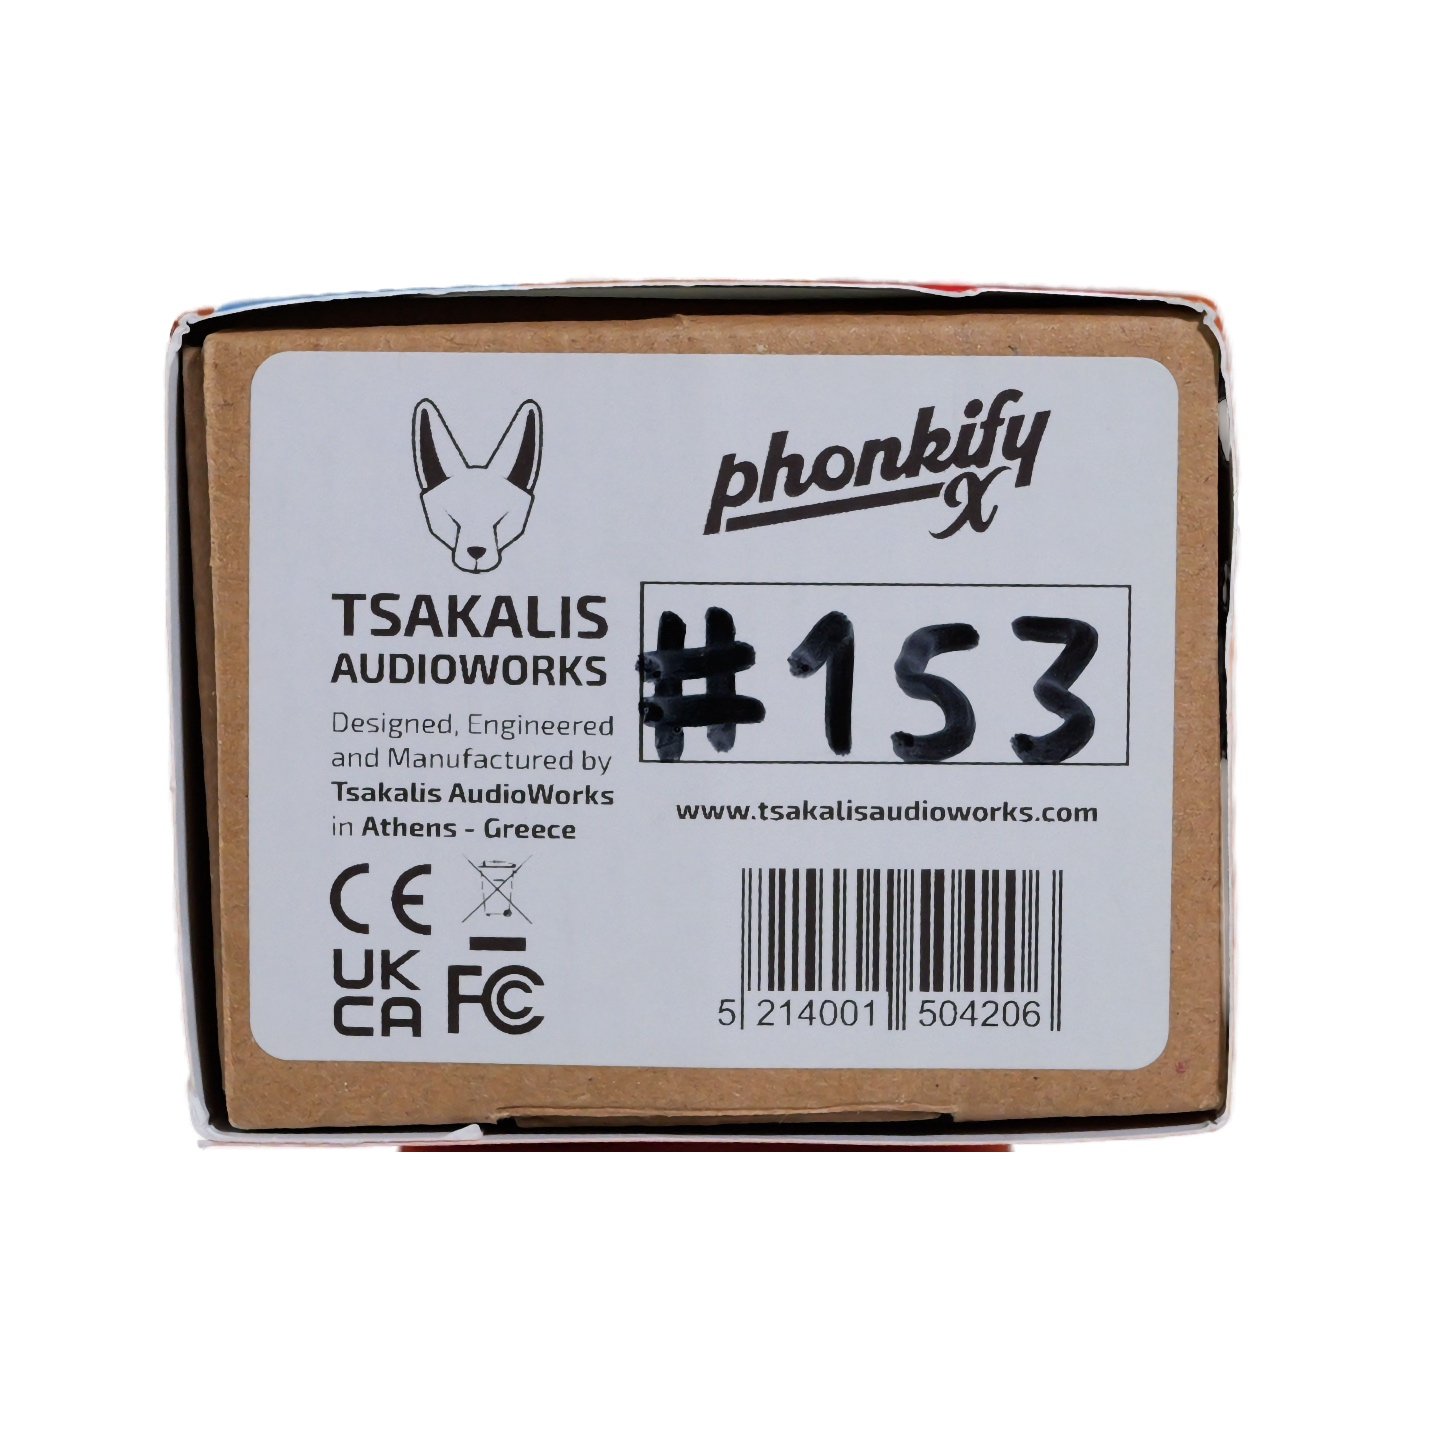 TSAKALIS
AUDIOWORKS
Designed, Engineered
and Manufactured by
Tsakalis AudioWorks
in Athens - Greece
CE
UK
CA
FC
phonkify
X
#153
www.tsakalisaudioworks.com
5 214001 504206